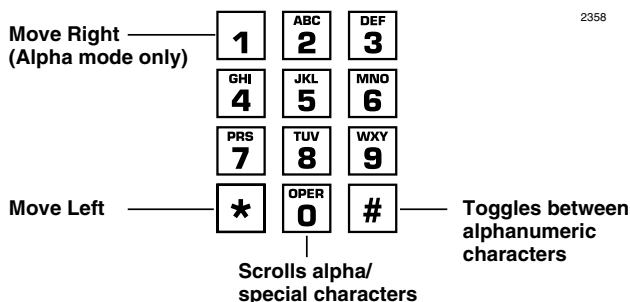 2358
Move Right
(Alpha mode only)
1
ABC
2
DEF
3
GHI
4
JKL
5
MNO
6
PRS
7
TUV
8
WXY
9
Move Left
*
OPER
0
#
Toggles between
alphanumeric
characters
Scrolls alpha/
special characters